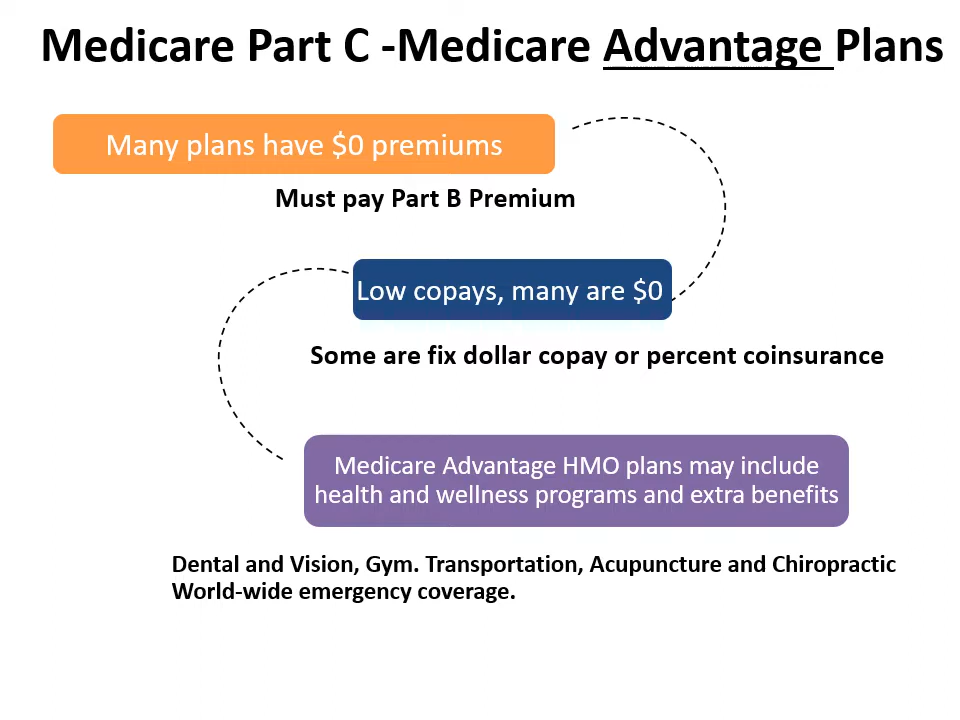 Medicare Part C -Medicare Advantage Plans
Many plans have $0 premiums
Must pay Part B Premium
Low copays, many are $0
Some are fix dollar copay or percent coinsurance
Medicare Advantage HMO plans may include
health and wellness programs and extra benefits
Dental and Vision, Gym. Transportation, Acupuncture and Chiropractic
World-wide emergency coverage.